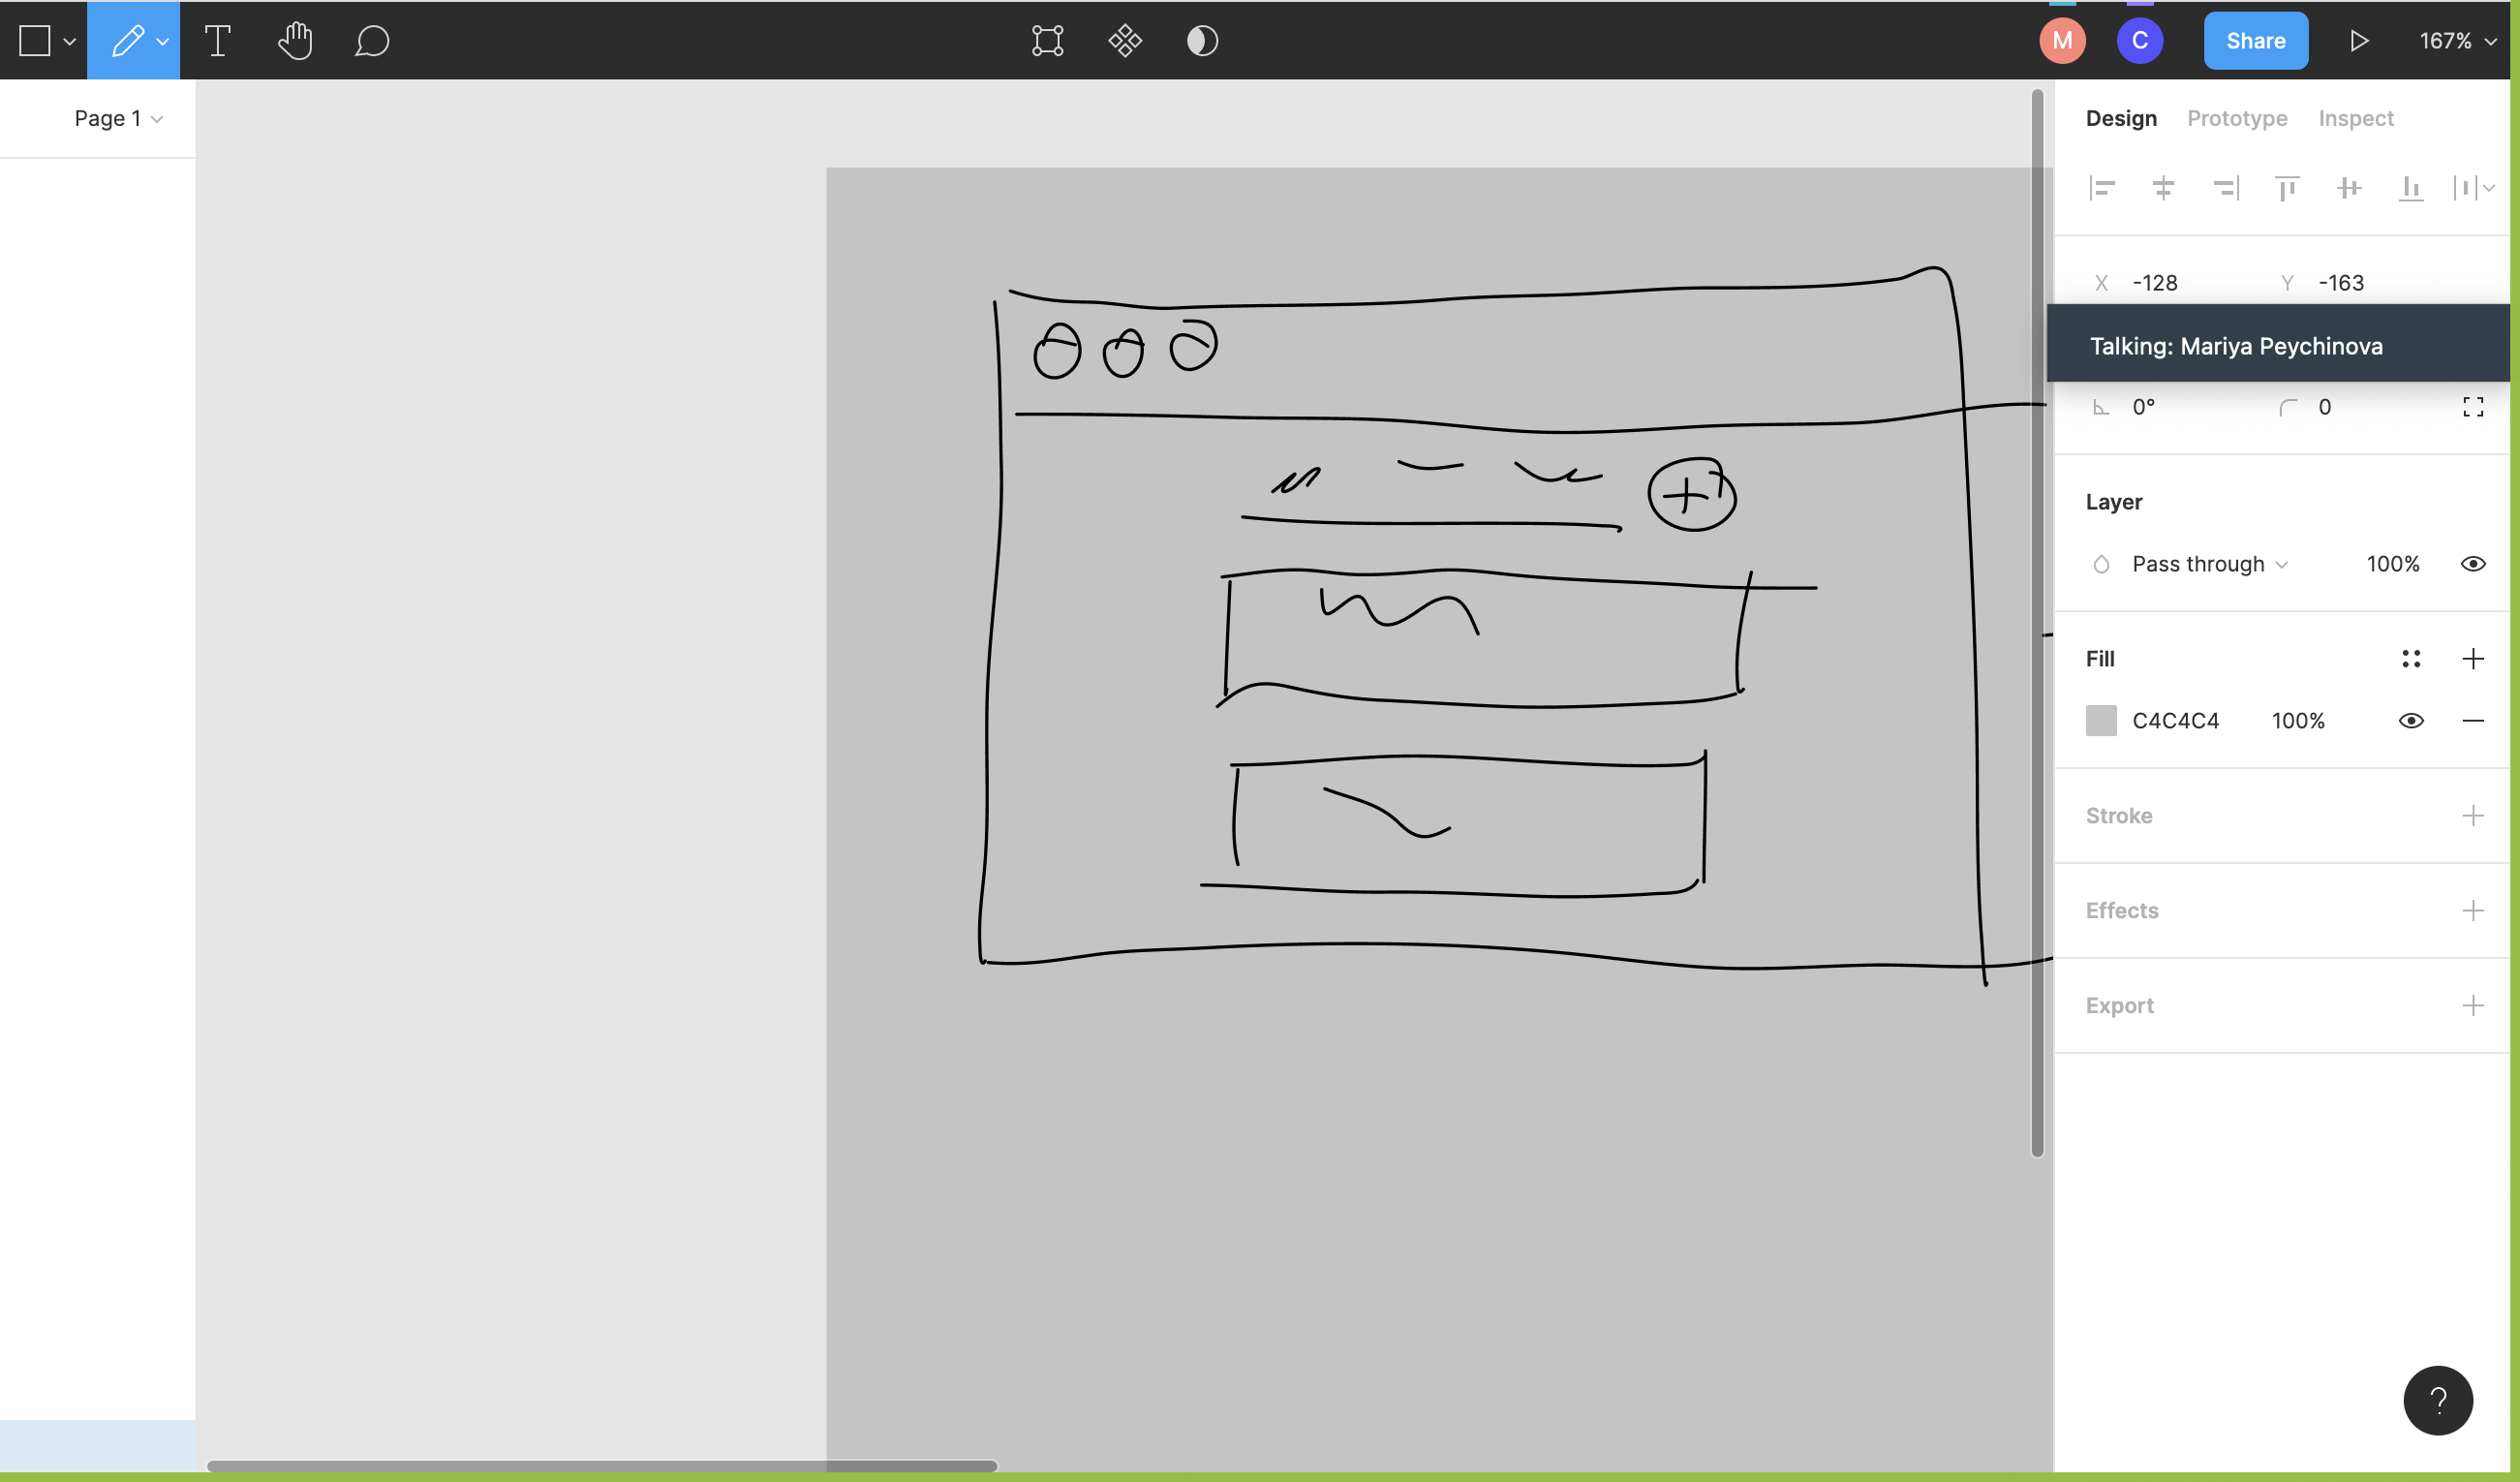 T M C Share 167%
Page 1
Design Prototype Inspect
X -128 Y -163
Talking: Mariya Peychinova
0° 0
Layer
Pass through 100%
Fill
C4C4C4 100%
Stroke
Effects
Export
?